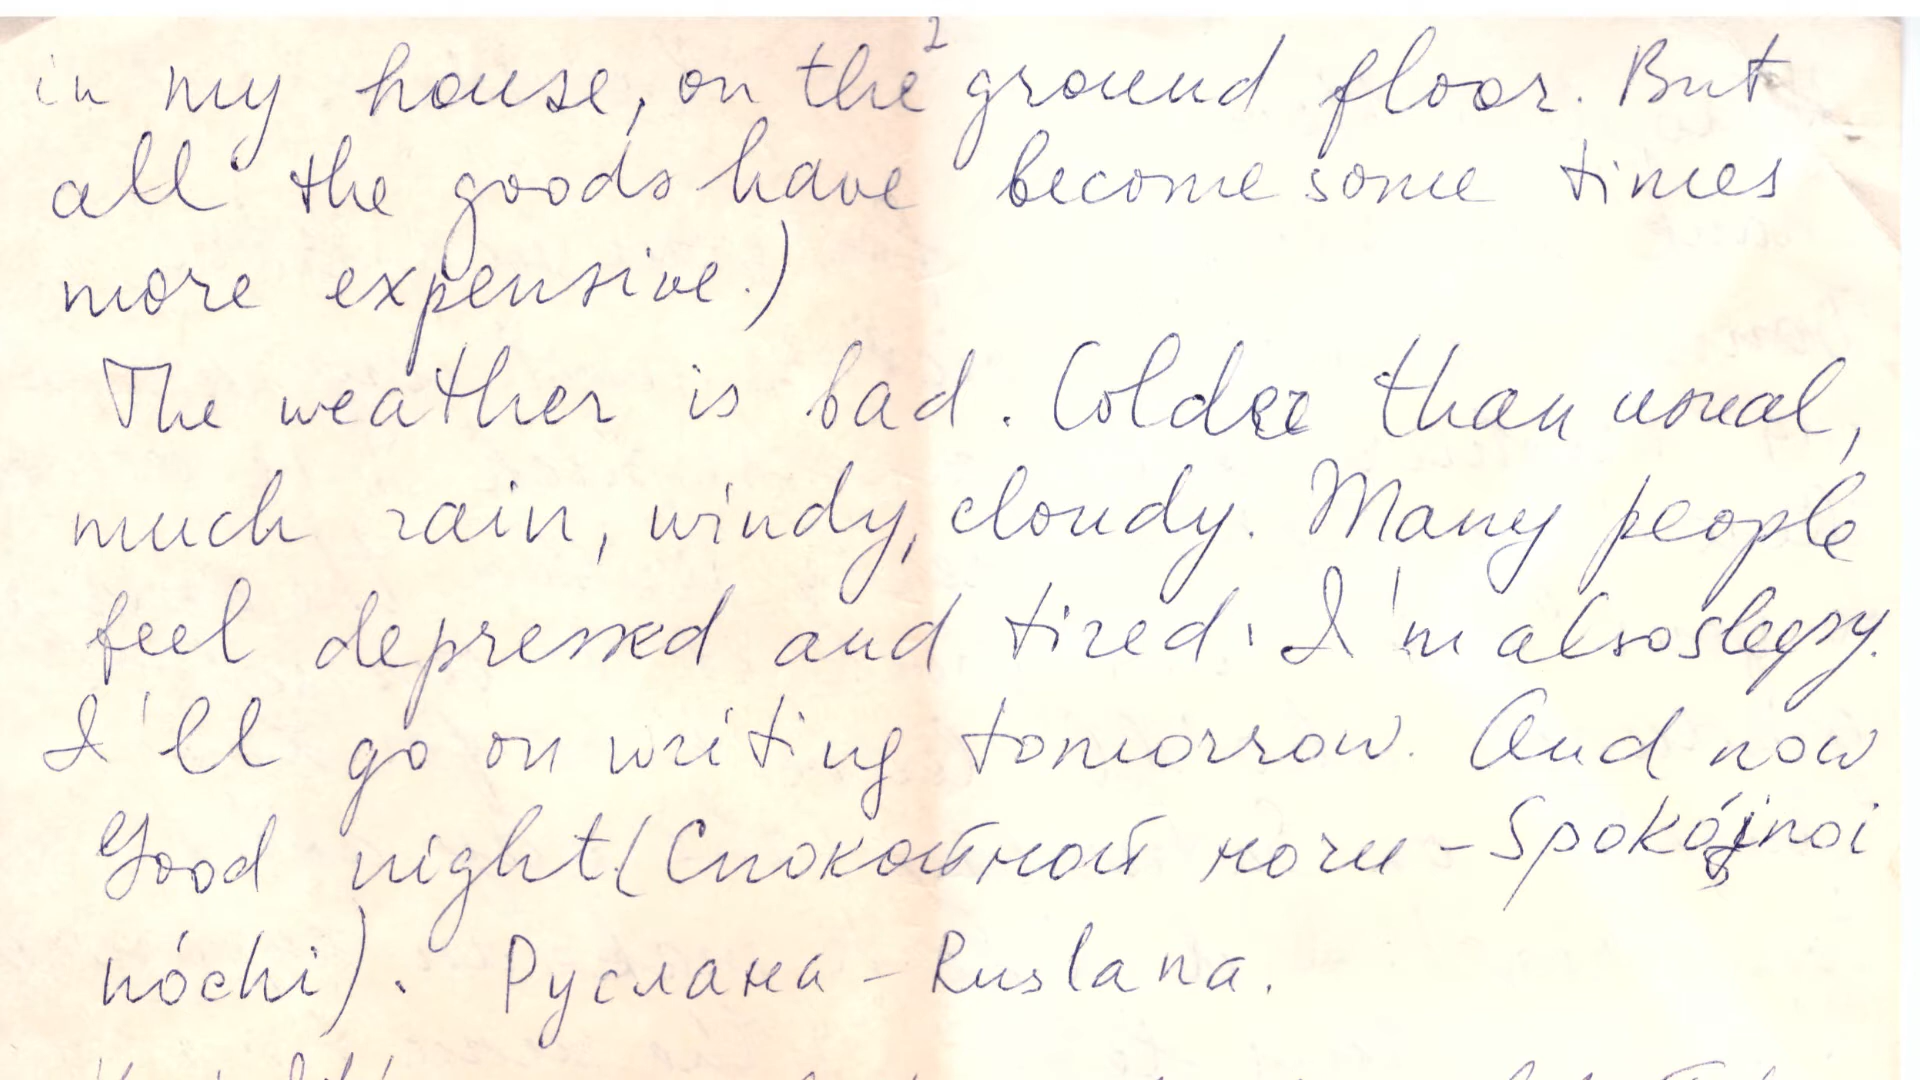 2
in my house, on the ground floor. But
all the goods have become some times
more expensive.)
The weather is bad. Colder than usual,
much rain, windy, cloudy. Many people
feel depressed and tired. I'm also sleepy.
I'll go on writing tomorrow. And now
Good night (Спокойной ночи - Spokójnoi
nóchi). Руслана - Ruslana.